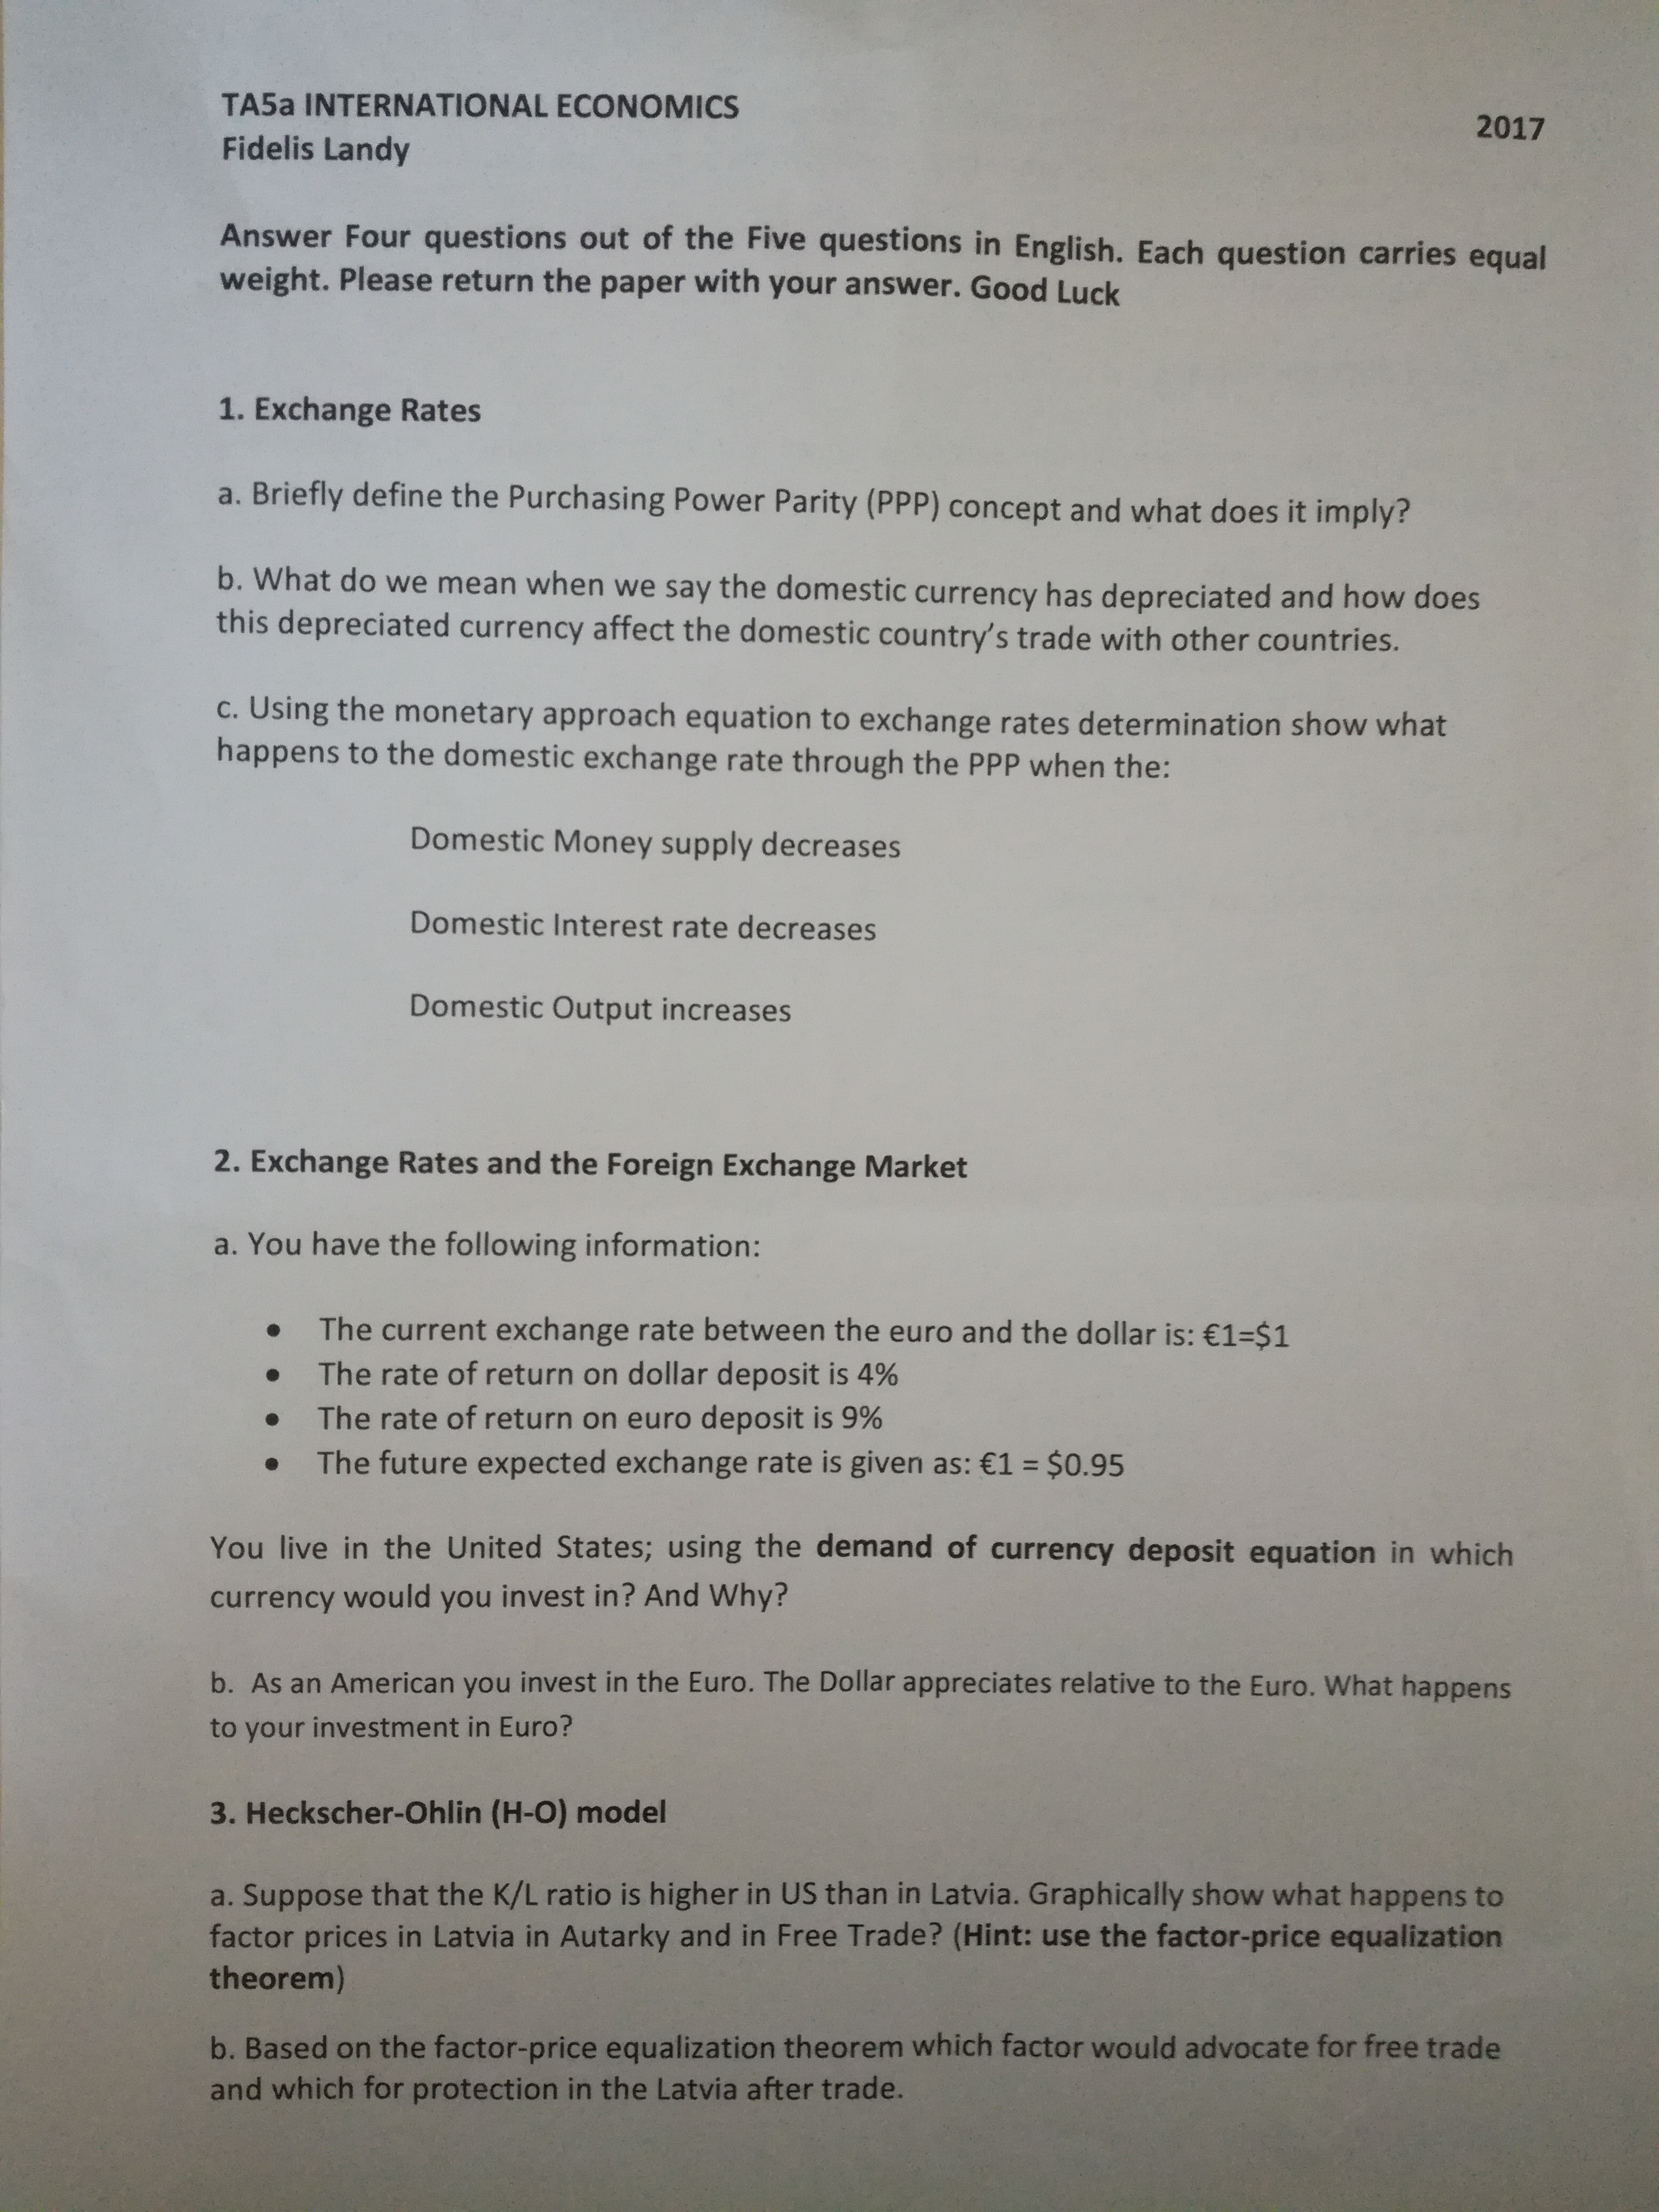 TA5a INTERNATIONAL ECONOMICS
2017
Fidelis Landy
Answer Four questions out of the Five questions in English. Each question carries equal
weight. Please return the paper with your answer. Good Luck
1. Exchange Rates
a. Briefly define the Purchasing Power Parity (PPP) concept and what does it imply?
b. What do we mean when we say the domestic currency has depreciated and how does
this depreciated currency affect the domestic country's trade with other countries.
c. Using the monetary approach equation to exchange rates determination show what
happens to the domestic exchange rate through the PPP when the:
Domestic Money supply decreases
Domestic Interest rate decreases
Domestic Output increases
2. Exchange Rates and the Foreign Exchange Market
a. You have the following information:
• The current exchange rate between the euro and the dollar is: €1=$1
• The rate of return on dollar deposit is 4%
• The rate of return on euro deposit is 9%
• The future expected exchange rate is given as: €1 = $0.95
You live in the United States; using the demand of currency deposit equation in which
currency would you invest in? And Why?
b. As an American you invest in the Euro. The Dollar appreciates relative to the Euro. What happens
to your investment in Euro?
3. Heckscher-Ohlin (H-O) model
a. Suppose that the K/L ratio is higher in US than in Latvia. Graphically show what happens to
factor prices in Latvia in Autarky and in Free Trade? (Hint: use the factor-price equalization
theorem)
b. Based on the factor-price equalization theorem which factor would advocate for free trade
and which for protection in the Latvia after trade.